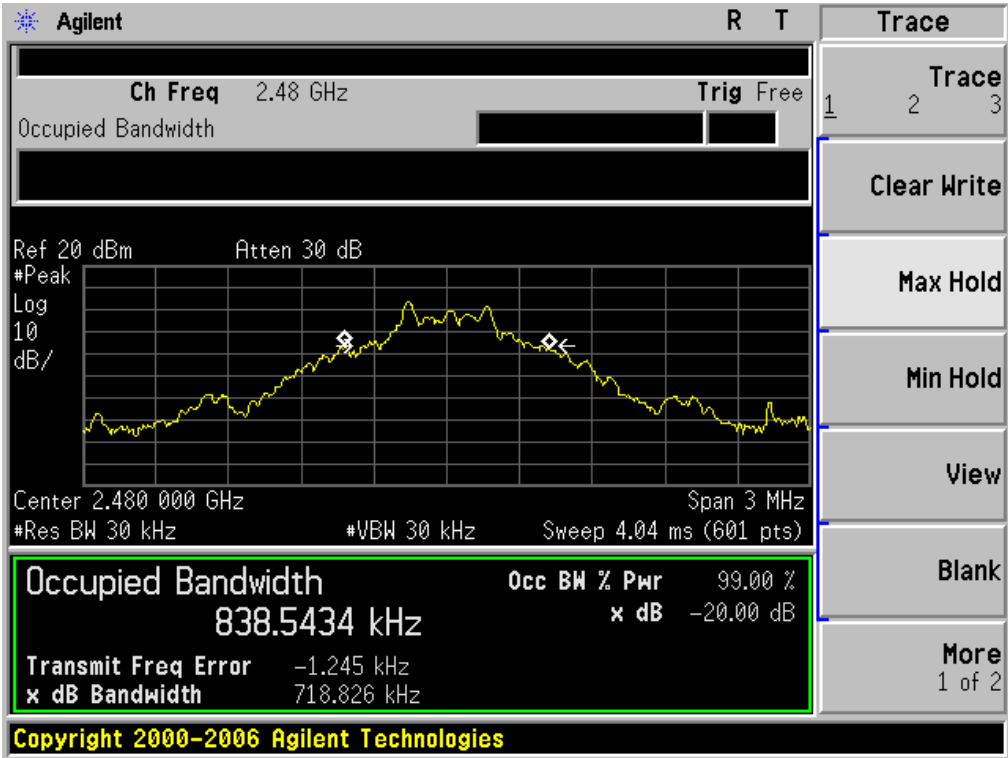 Agilent R T Trace
Ch Freq 2.48 GHz Trig Free
Occupied Bandwidth
Trace
1 2 3
Clear Write
Max Hold
Min Hold
View
Blank
More
1 of 2
Ref 20 dBm Atten 30 dB
#Peak
Log
10
dB/
Center 2.480 000 GHz Span 3 MHz
#Res BW 30 kHz #VBW 30 kHz Sweep 4.04 ms (601 pts)
Occupied Bandwidth Occ BW % Pwr 99.00 %
838.5434 kHz x dB -20.00 dB
Transmit Freq Error -1.245 kHz
x dB Bandwidth 718.826 kHz
Copyright 2000-2006 Agilent Technologies